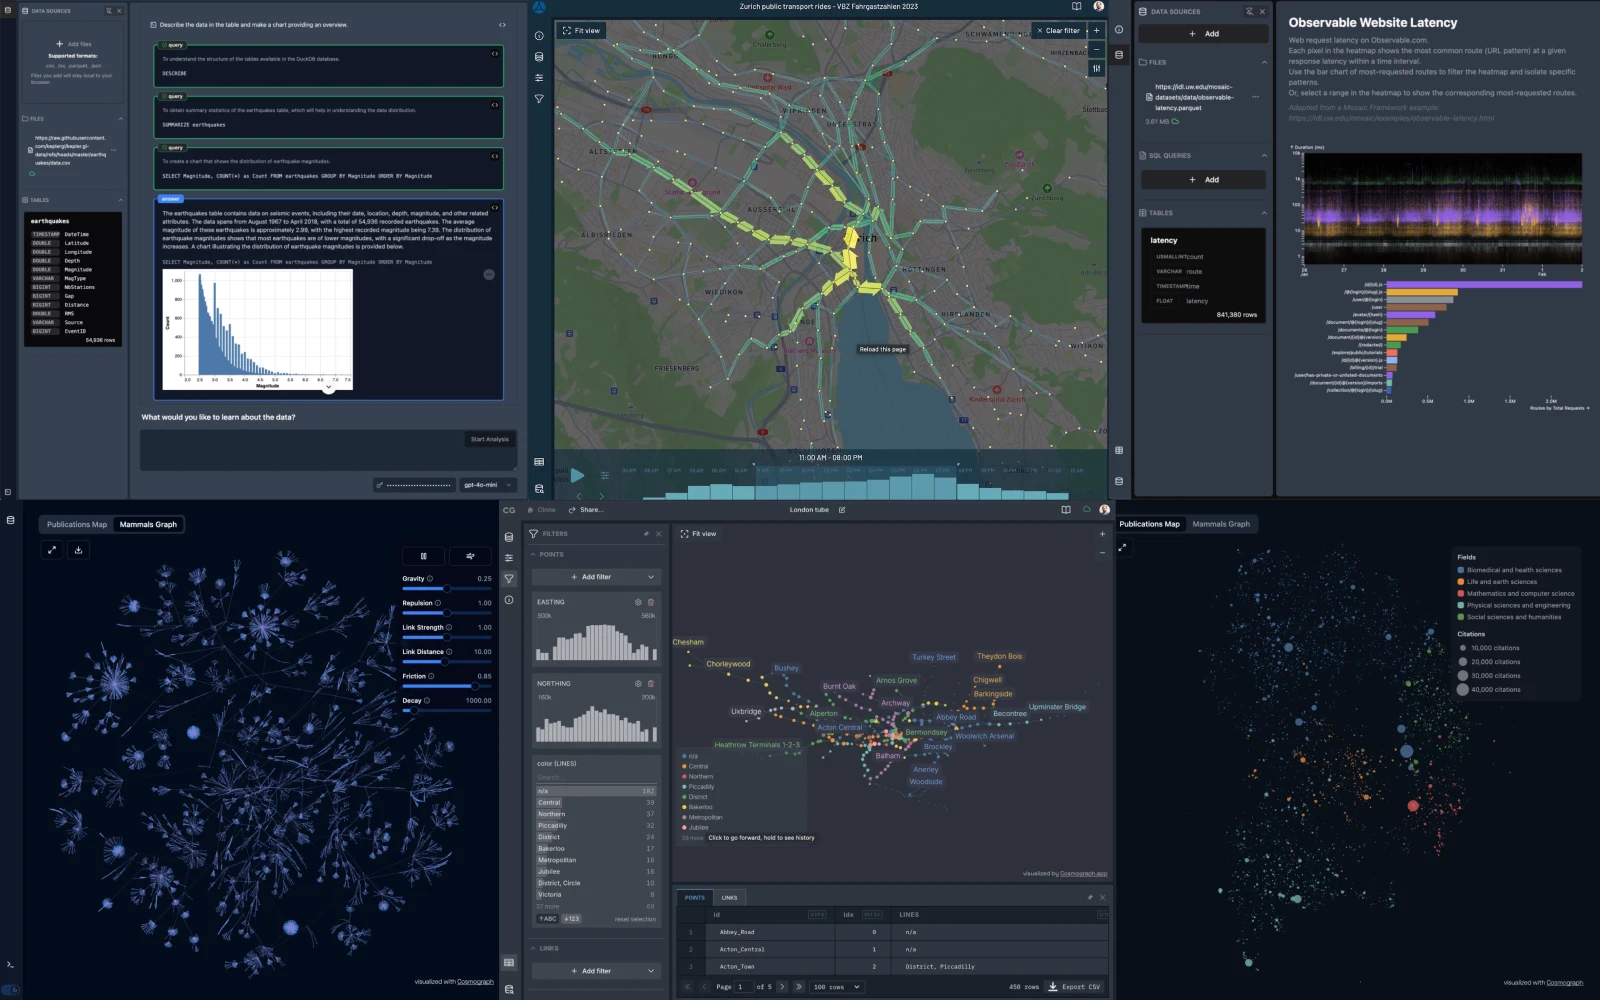 DATA SOURCES
Add files
Supported formats:
.csv, .tsv, .parquet, .json
Files you add will stay local to your
browser.
FILES
https://raw.githubusercontent.
com/keplergl/kepler.gl-
data/refs/heads/master/earthq
uakes/data.csv
TABLES
earthquakes
TIMESTAMP DateTime
DOUBLE Latitude
DOUBLE Longitude
DOUBLE Depth
DOUBLE Magnitude
VARCHAR MagType
BIGINT NbStations
BIGINT Gap
BIGINT Distance
DOUBLE RMS
VARCHAR Source
BIGINT EventID
54,936 rows
Describe the data in the table and make a chart providing an overview.
query
To understand the structure of the tables available in the DuckDB database.
DESCRIBE
query
To obtain summary statistics of the earthquakes table, which will help in understanding the data distribution.
SUMMARIZE earthquakes
query
To create a chart that shows the distribution of earthquake magnitudes.
SELECT Magnitude, COUNT(*) as Count FROM earthquakes GROUP BY Magnitude ORDER BY Magnitude
answer
The earthquakes table contains data on seismic events, including their date, location, depth, magnitude, and other related
attributes. The data spans from August 1967 to April 2018, with a total of 54,936 recorded earthquakes. The average
magnitude of these earthquakes is approximately 2.99, with the highest recorded magnitude being 7.39. The distribution of
earthquake magnitudes shows that most earthquakes are of lower magnitudes, with a significant drop-off as the magnitude
increases. A chart illustrating the distribution of earthquake magnitudes is provided below.
SELECT Magnitude, COUNT(*) as Count FROM earthquakes GROUP BY Magnitude ORDER BY Magnitude
Count
1,000
800
600
400
200
0
2.0 2.5 3.0 3.5 4.0 4.5 5.0 5.5 6.0 6.5 7.0 7.5
Magnitude
What would you like to learn about the data?
Start Analysis
gpt-4o-mini
Zurich public transport rides - VBZ Fahrgastzahlen 2023
Fit view
Clear filter
HÖNGG
WIPKINGEN
UNTERSTRASS
ALTSTETTEN
AUSSERSIHL
ALBISRIEDEN
WIEDIKON
HOTTINGEN
HIRSLANDEN
WITIKON
FRIESENBERG
SCHWAMENDINGEN
HIRZENBACH
Stettbach
Kinderspital Zürich
rich
ENGE
Reload this page
11:00 AM - 08:00 PM
DATA SOURCES
Add
FILES
https://idl.uw.edu/mosaic-
datasets/data/observable-
latency.parquet
3.61 MB
SQL QUERIES
Add
TABLES
latency
USMALLINT count
VARCHAR route
TIMESTAMP time
FLOAT latency
841,380 rows
Observable Website Latency
Web request latency on Observable.com.
Each pixel in the heatmap shows the most common route (URL pattern) at a given
response latency within a time interval.
Use the bar chart of most-requested routes to filter the heatmap and isolate specific
patterns.
Or, select a range in the heatmap to show the corresponding most-requested routes.
Adapted from a Mosaic Framework example:
https://idl.uw.edu/mosaic/examples/observable-latency.html
↑ Duration (ms)
10k
1k
100
10
1
26 27 28 29 30 31 Feb 2
Jan
/d/{id}.js
/@{login}/{slug}.js
/user/@{login}
/user
/avatar/{hash}
/document/@{login}/{slug}
/documents/@{login}
/document/{id}@{version}
/{redacted}
/explore/public/tutorials
/d/{id}@{version}.js
/billing/{id}/trial
/user/has-private-or-unlisted-documents
/document/{id}@{version}/imports
/collection/@{login}/{slug}
0.0M 0.5M 1.0M 1.5M 2.0M
Routes by Total Requests →
Publications Map Mammals Graph
Gravity 0.25
Repulsion 1.00
Link Strength 1.00
Link Distance 10.00
Friction 0.85
Decay 1000.00
visualized with Cosmograph
CG Clone Share...
London tube
FILTERS
POINTS
Add filter
EASTING
500k 560k
NORTHING
160k 200k
color (LINES)
Search...
n/a 182
Central 39
Northern 37
Piccadilly 32
District 24
Bakerloo 17
Metropolitan 16
Jubilee 16
District, Circle 10
Victoria 8
37 more 69
↑ABC ↓123 reset selection
LINKS
Add filter
Fit view
Chesham
Chorleywood
Bushey
Turkey Street
Theydon Bois
Burnt Oak
Arnos Grove
Chigwell
Barkingside
Archway
Uxbridge
Alperton
Abbey Road
Becontree
Upminster Bridge
Acton Central
Bermondsey
Woolwich Arsenal
Heathrow Terminals 1-2-3
Brockley
Balham
Anerley
Woodside
n/a
Central
Northern
Piccadilly
District
Bakerloo
Metropolitan
Jubilee
Click to go forward, hold to see history
visualized by Cosmograph.app
POINTS LINKS
id idx LINES
1 Abbey_Road 0 n/a
2 Acton_Central 1 n/a
3 Acton_Town 2 District, Piccadilly
Page 1 of 5 100 rows 450 rows Export CSV
Publications Map Mammals Graph
Fields
Biomedical and health sciences
Life and earth sciences
Mathematics and computer science
Physical sciences and engineering
Social sciences and humanities
Citations
10,000 citations
20,000 citations
30,000 citations
40,000 citations
visualized with Cosmograph